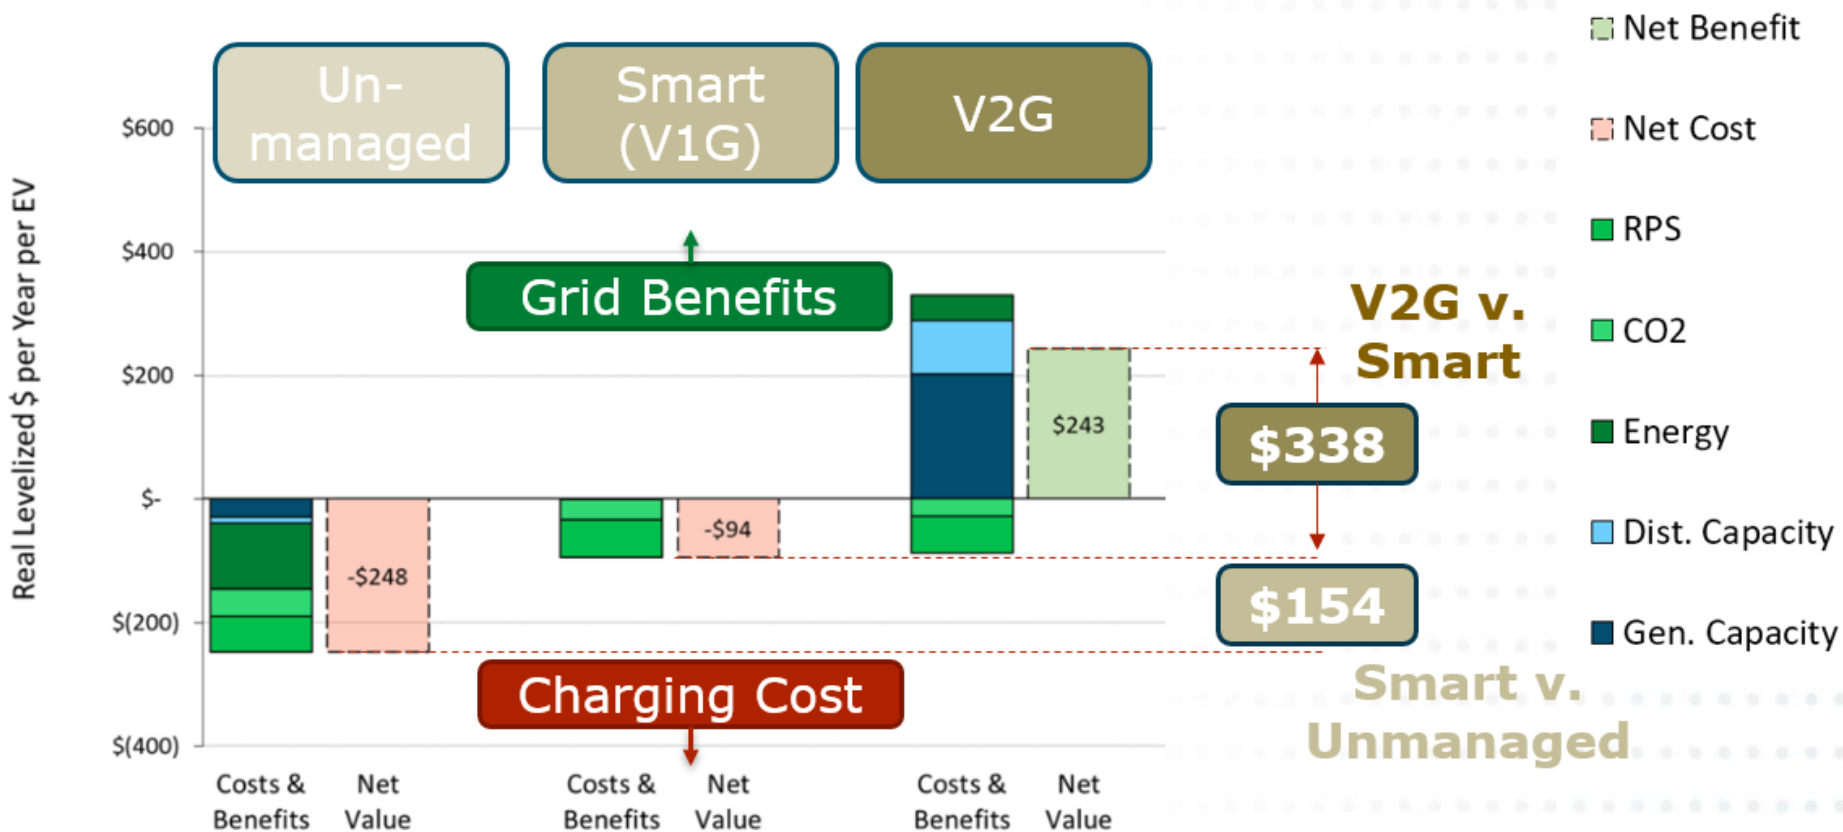 Un-
managed
Smart
(V1G)
V2G
Real Levelized $ per Year per EV
$600
$400
$200
$-
$(200)
$(400)
Grid Benefits
Charging Cost
-$248
-$94
$243
Costs &
Benefits
Net
Value
Costs &
Benefits
Net
Value
Costs &
Benefits
Net
Value
V2G v.
Smart
$338
$154
Smart v.
Unmanaged
Net Benefit
Net Cost
RPS
CO2
Energy
Dist. Capacity
Gen. Capacity